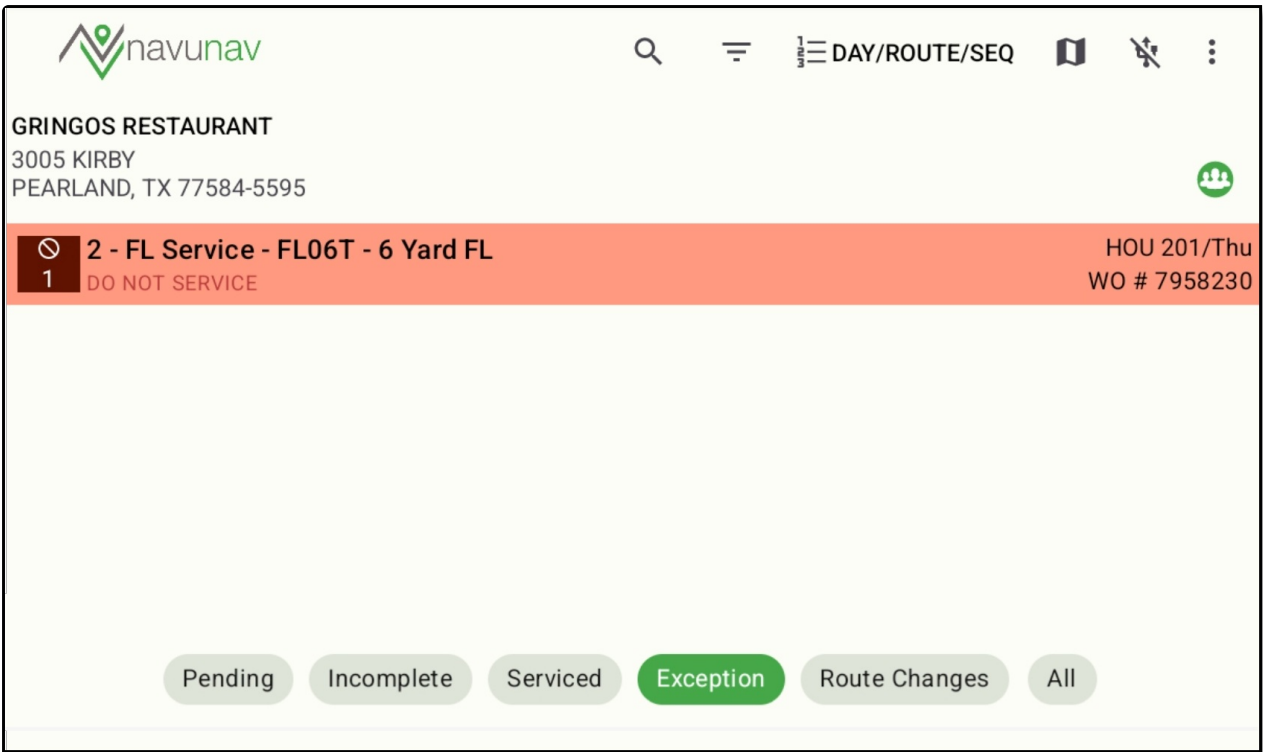 navunav
DAY/ROUTE/SEQ
GRINGOS RESTAURANT
3005 KIRBY
PEARLAND, TX 77584-5595
2 - FL Service - FL06T - 6 Yard FL
HOU 201/Thu
1
DO NOT SERVICE
WO # 7958230
Pending
Incomplete
Serviced
Exception
Route Changes
All